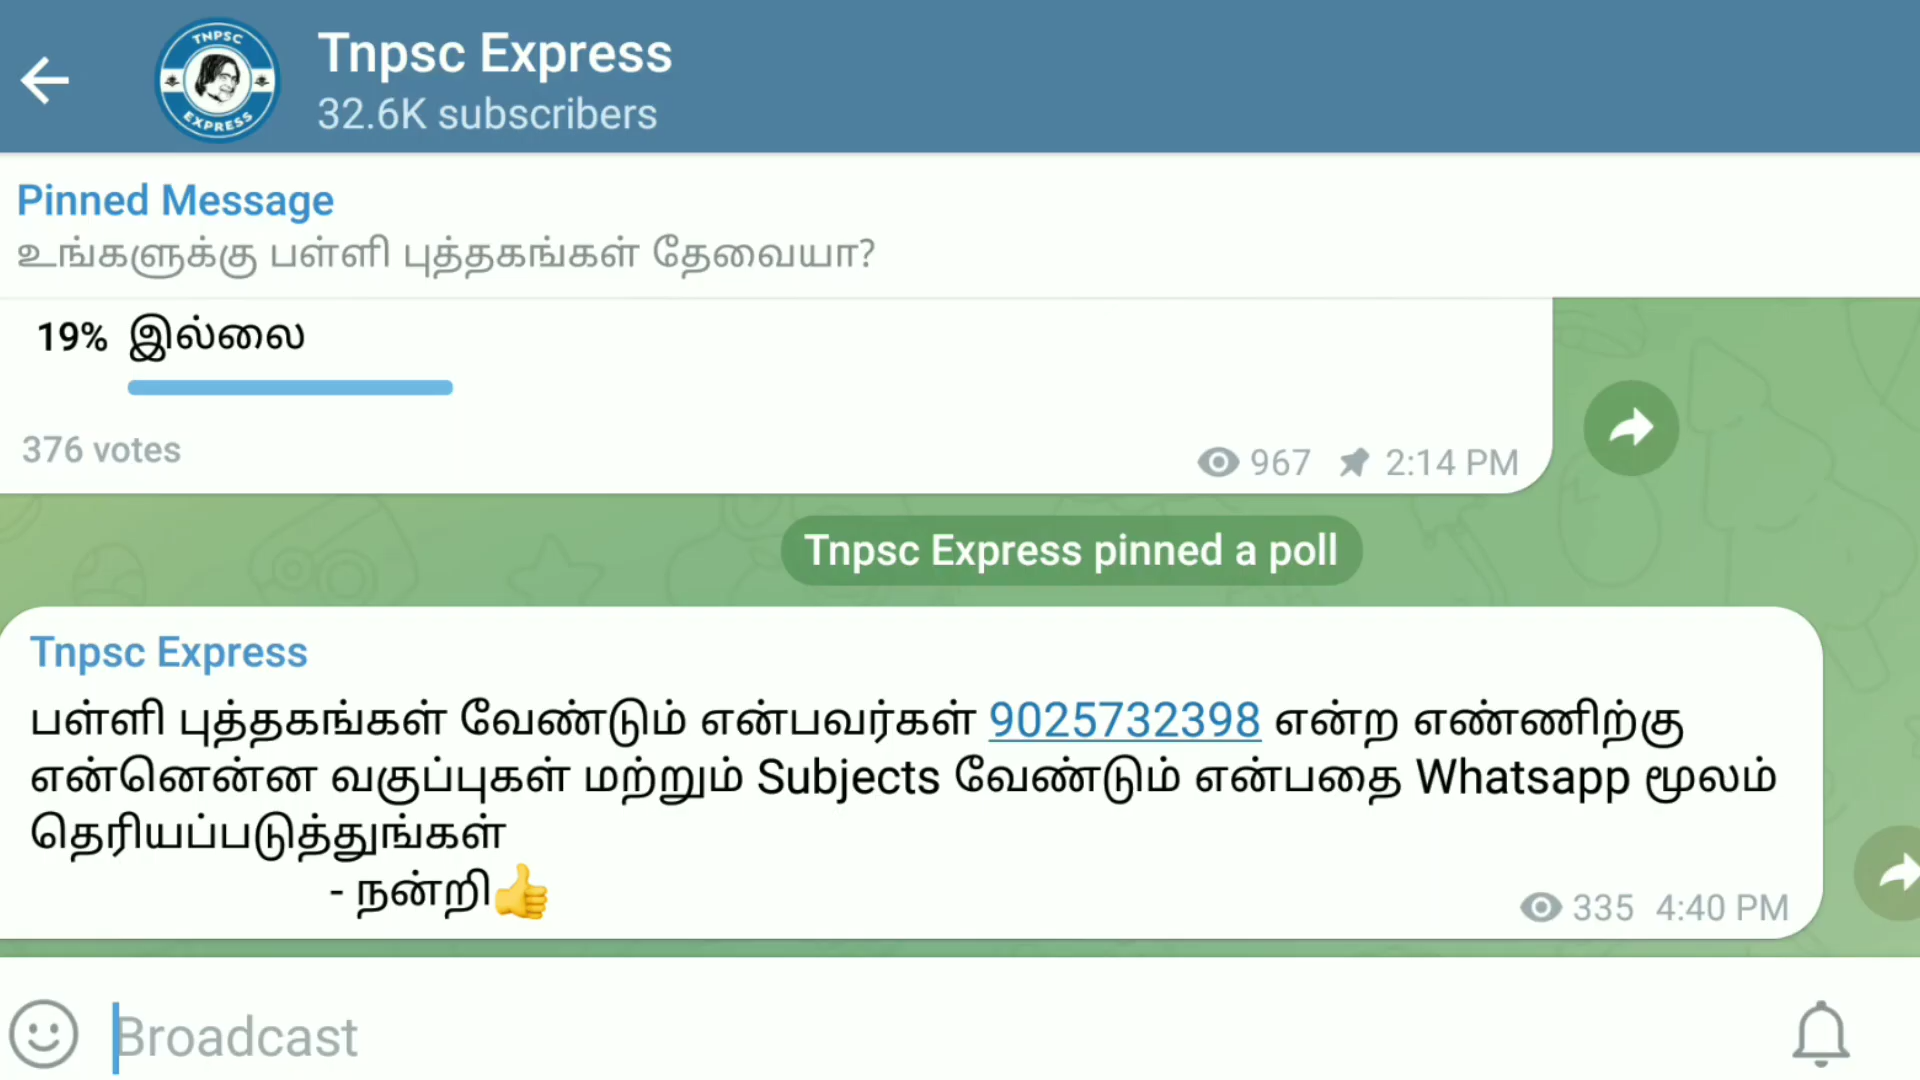 TNPSC
EXPRESS
Tnpsc Express
32.6K subscribers
Pinned Message
உங்களுக்கு பள்ளி புத்தகங்கள் தேவையா?
19% இல்லை
376 votes
967 2:14 PM
Tnpsc Express pinned a poll
Tnpsc Express
பள்ளி புத்தகங்கள் வேண்டும் என்பவர்கள் 9025732398 என்ற எண்ணிற்கு
என்னென்ன வகுப்புகள் மற்றும் Subjects வேண்டும் என்பதை Whatsapp மூலம்
தெரியப்படுத்துங்கள்
- நன்றி👍
335 4:40 PM
Broadcast